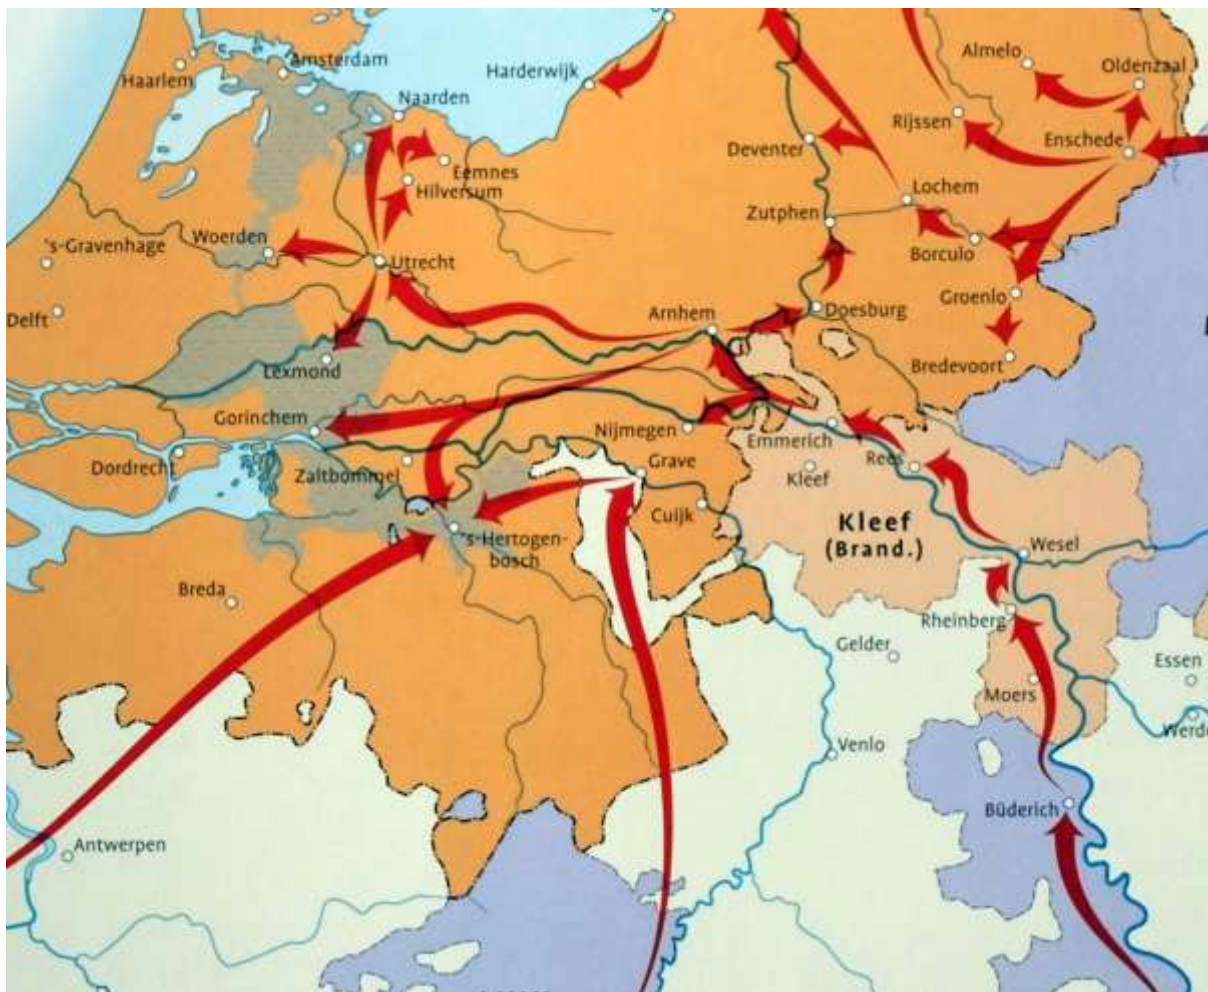 Amsterdam
Haarlem
Naarden
Harderwijk
Almelo
Oldenzaal
Rijssen
Enschede
Deventer
Eemnes
Hilversum
Lochem
Zutphen
's-Gravenhage
Woerden
Utrecht
Borculo
Groenlo
Delft
Arnhem
Doesburg
Lexmond
Bredevoort
Gorinchem
Nijmegen
Emmerich
Dordrecht
Zaltbommel
Grave
Kleef
Rees
Cuijk
Kleef
(Brand.)
's-Hertogen-
bosch
Wesel
Breda
Rheinberg
Gelder
Essen
Moers
Werde
Venlo
Büderich
Antwerpen